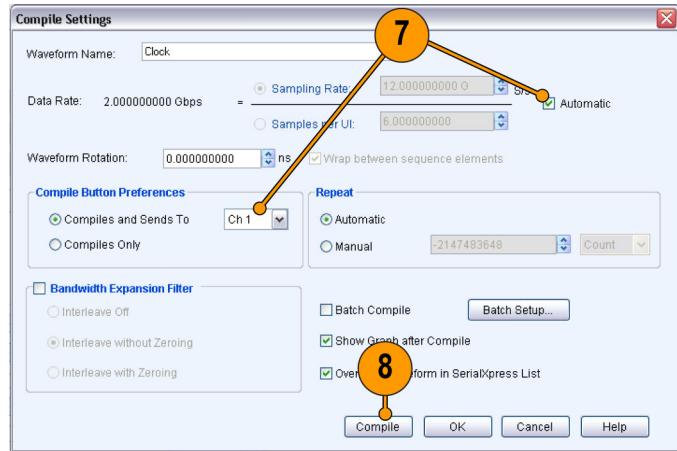 Compile Settings
7
Waveform Name: Clock
Data Rate: 2.000000000 Gbps = Sampling Rate: 12.000000000 G S/s
Samples per UI: 6.000000000
Automatic
Waveform Rotation: 0.000000000 ns Wrap between sequence elements
Compile Button Preferences
Compiles and Sends To Ch 1
Compiles Only
Repeat
Automatic
Manual -2147483648 Count
Bandwidth Expansion Filter
Interleave Off
Interleave without Zeroing
Interleave with Zeroing
Batch Compile Batch Setup...
Show Graph after Compile
8
in SerialXpress List
Compile OK Cancel Help